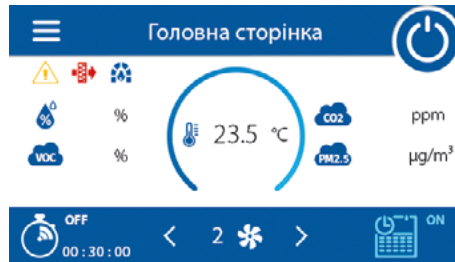 Головна сторінка
% %
CO2 ppm
23.5 °C
VOC %
PM2.5 µg/m³
OFF
00:30:00
2
ON